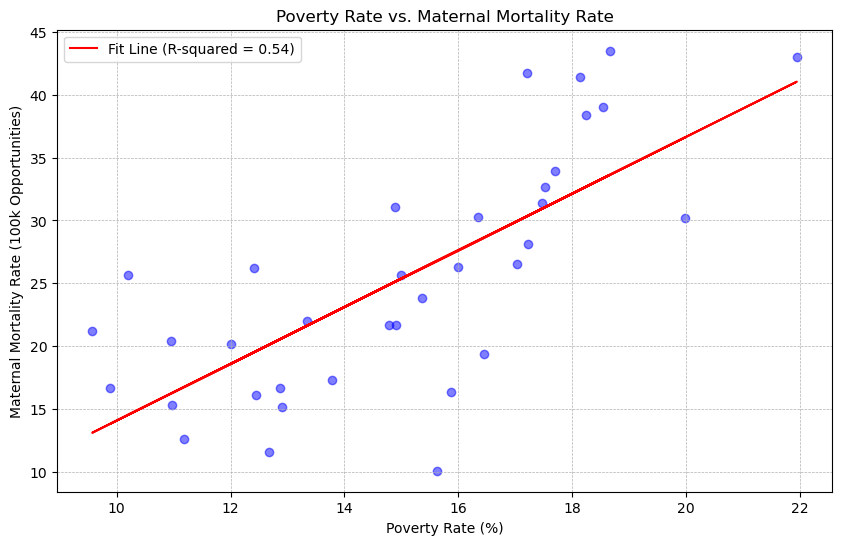 Poverty Rate vs. Maternal Mortality Rate
Fit Line (R-squared = 0.54)
Maternal Mortality Rate (100k Opportunities)
45
40
35
30
25
20
15
10
10 12 14 16 18 20 22
Poverty Rate (%)